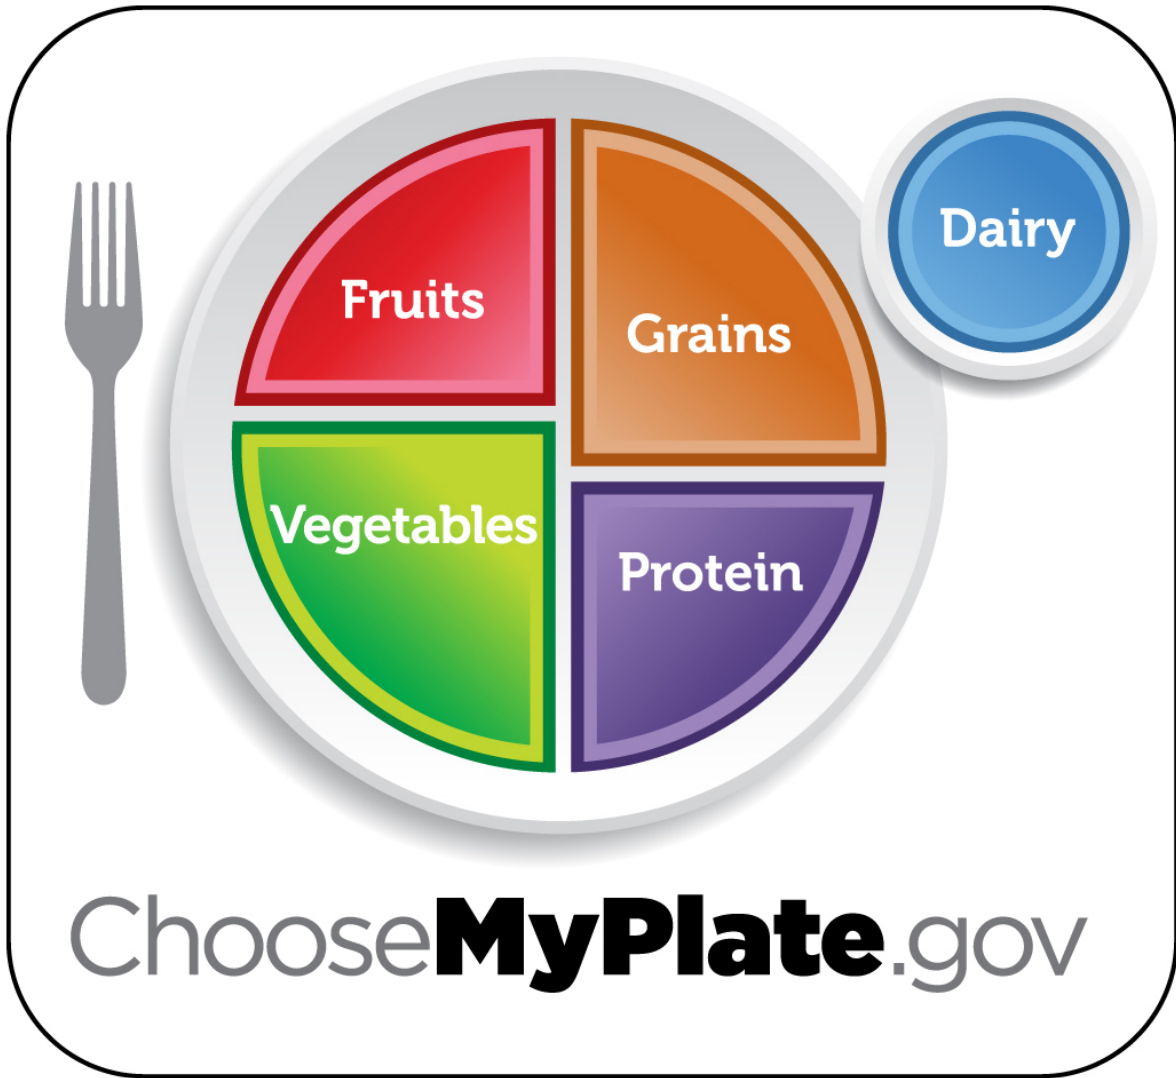 Fruits
Grains
Dairy
Vegetables
Protein
ChooseMyPlate.gov